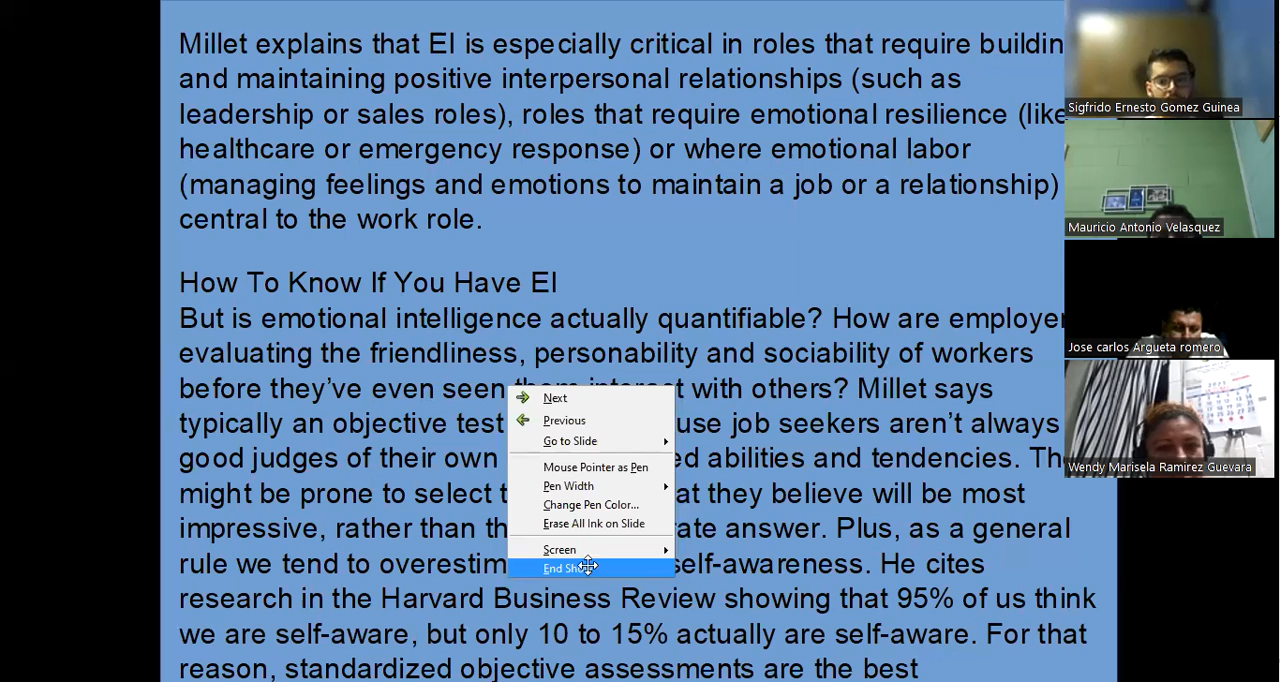 Millet explains that EI is especially critical in roles that require buildin
and maintaining positive interpersonal relationships (such as
leadership or sales roles), roles that require emotional resilience (like
healthcare or emergency response) or where emotional labor
(managing feelings and emotions to maintain a job or a relationship)
central to the work role.
How To Know If You Have EI
But is emotional intelligence actually quantifiable? How are employer
evaluating the friendliness, personability and sociability of workers
before they've even seen them interact with others? Millet says
typically an objective test use job seekers aren't always
good judges of their own ed abilities and tendencies. The
might be prone to select t at they believe will be most
impressive, rather than th rate answer. Plus, as a general
rule we tend to overestim self-awareness. He cites
research in the Harvard Business Review showing that 95% of us think
we are self-aware, but only 10 to 15% actually are self-aware. For that
reason, standardized objective assessments are the best
Next
Previous
Go to Slide
Mouse Pointer as Pen
Pen Width
Change Pen Color...
Erase All Ink on Slide
Screen
End Sh
Sigfrido Ernesto Gomez Guinea
Mauricio Antonio Velasquez
Jose carlos Argueta romero
Wendy Marisela Ramirez Guevara